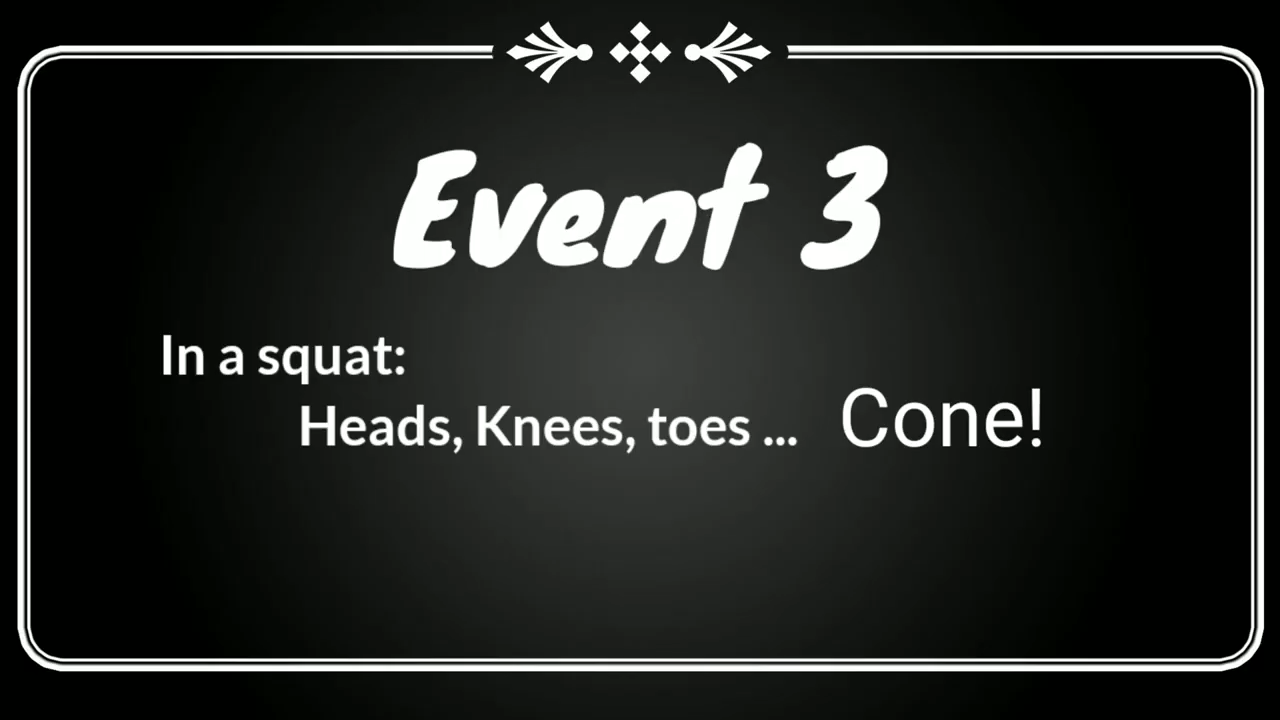 Event 3
In a squat:
Heads, Knees, toes ... Cone!